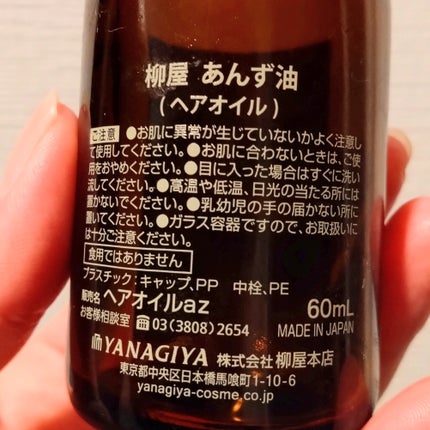 柳屋 あんず油
(ヘアオイル)
ご注意 ●お肌に異常が生じていないかよく注意し
て使用してください。●お肌に合わないときは、ご使
用をおやめください。●目に入った場合はすぐに洗い
流してください。●高温や低温、日光の当たる所には
置かないでください。●乳幼児の手の届かない所に
置いてください。●ガラス容器ですので、お取扱いに
は十分ご注意ください。
食用ではありません
プラスチック:キャップ,PP 中栓,PE
販売名 ヘアオイルaz 60mL
お客様相談室 ☎03(3808)2654 MADE IN JAPAN
YANAGIYA 株式会社 柳屋本店
東京都中央区日本橋馬喰町1-10-6
yanagiya-cosme.co.jp